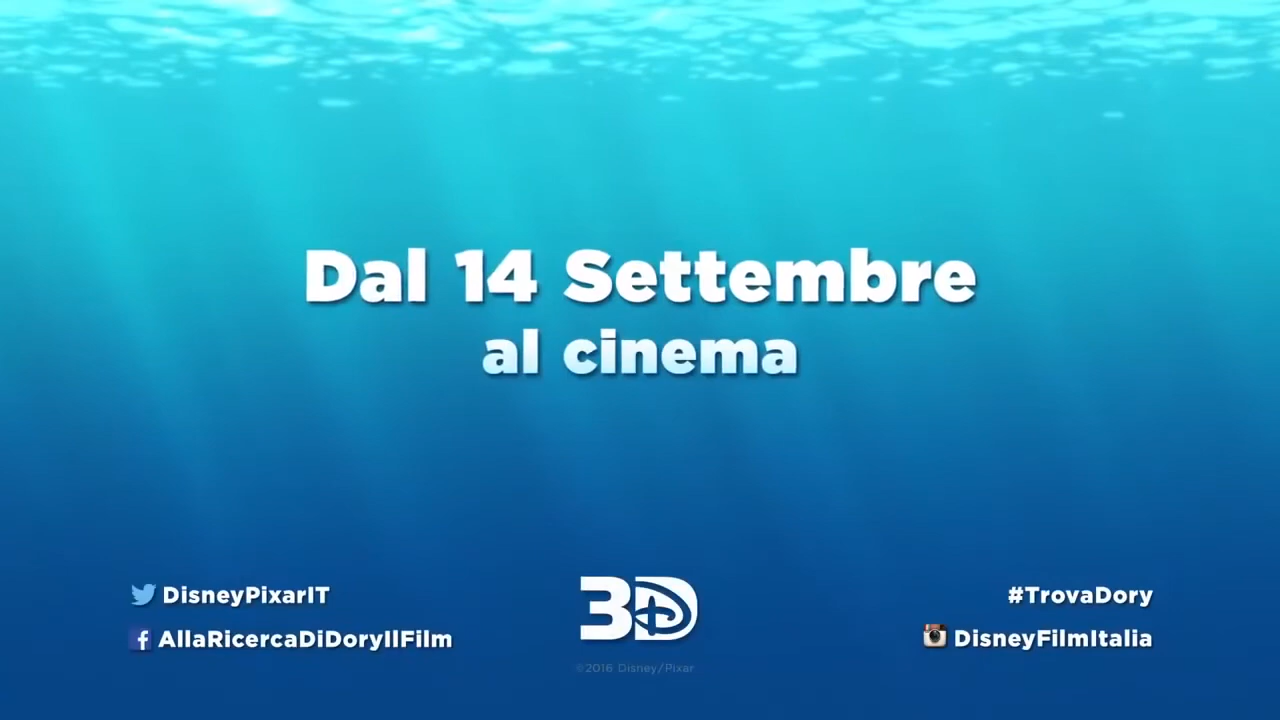 Dal 14 Settembre
al cinema
DisneyPixarIT
AllaRicercaDiDoryIlFilm
3D
©2016 Disney/Pixar
#TrovaDory
DisneyFilmItalia